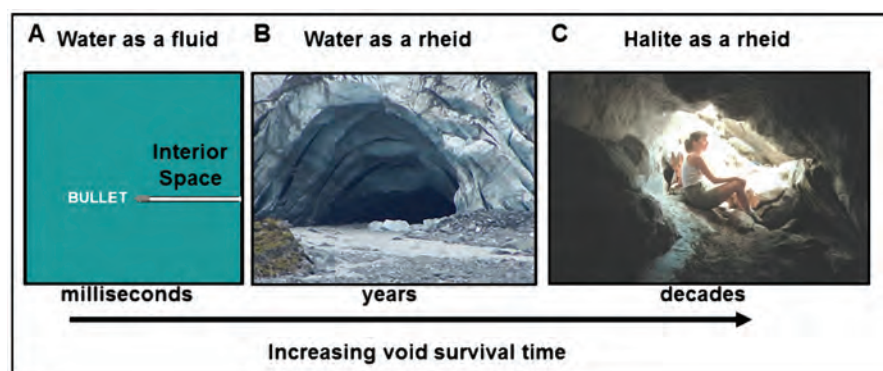 A Water as a fluid
B Water as a rheid
C Halite as a rheid
Interior
Space
BULLET
milliseconds
years
decades
Increasing void survival time